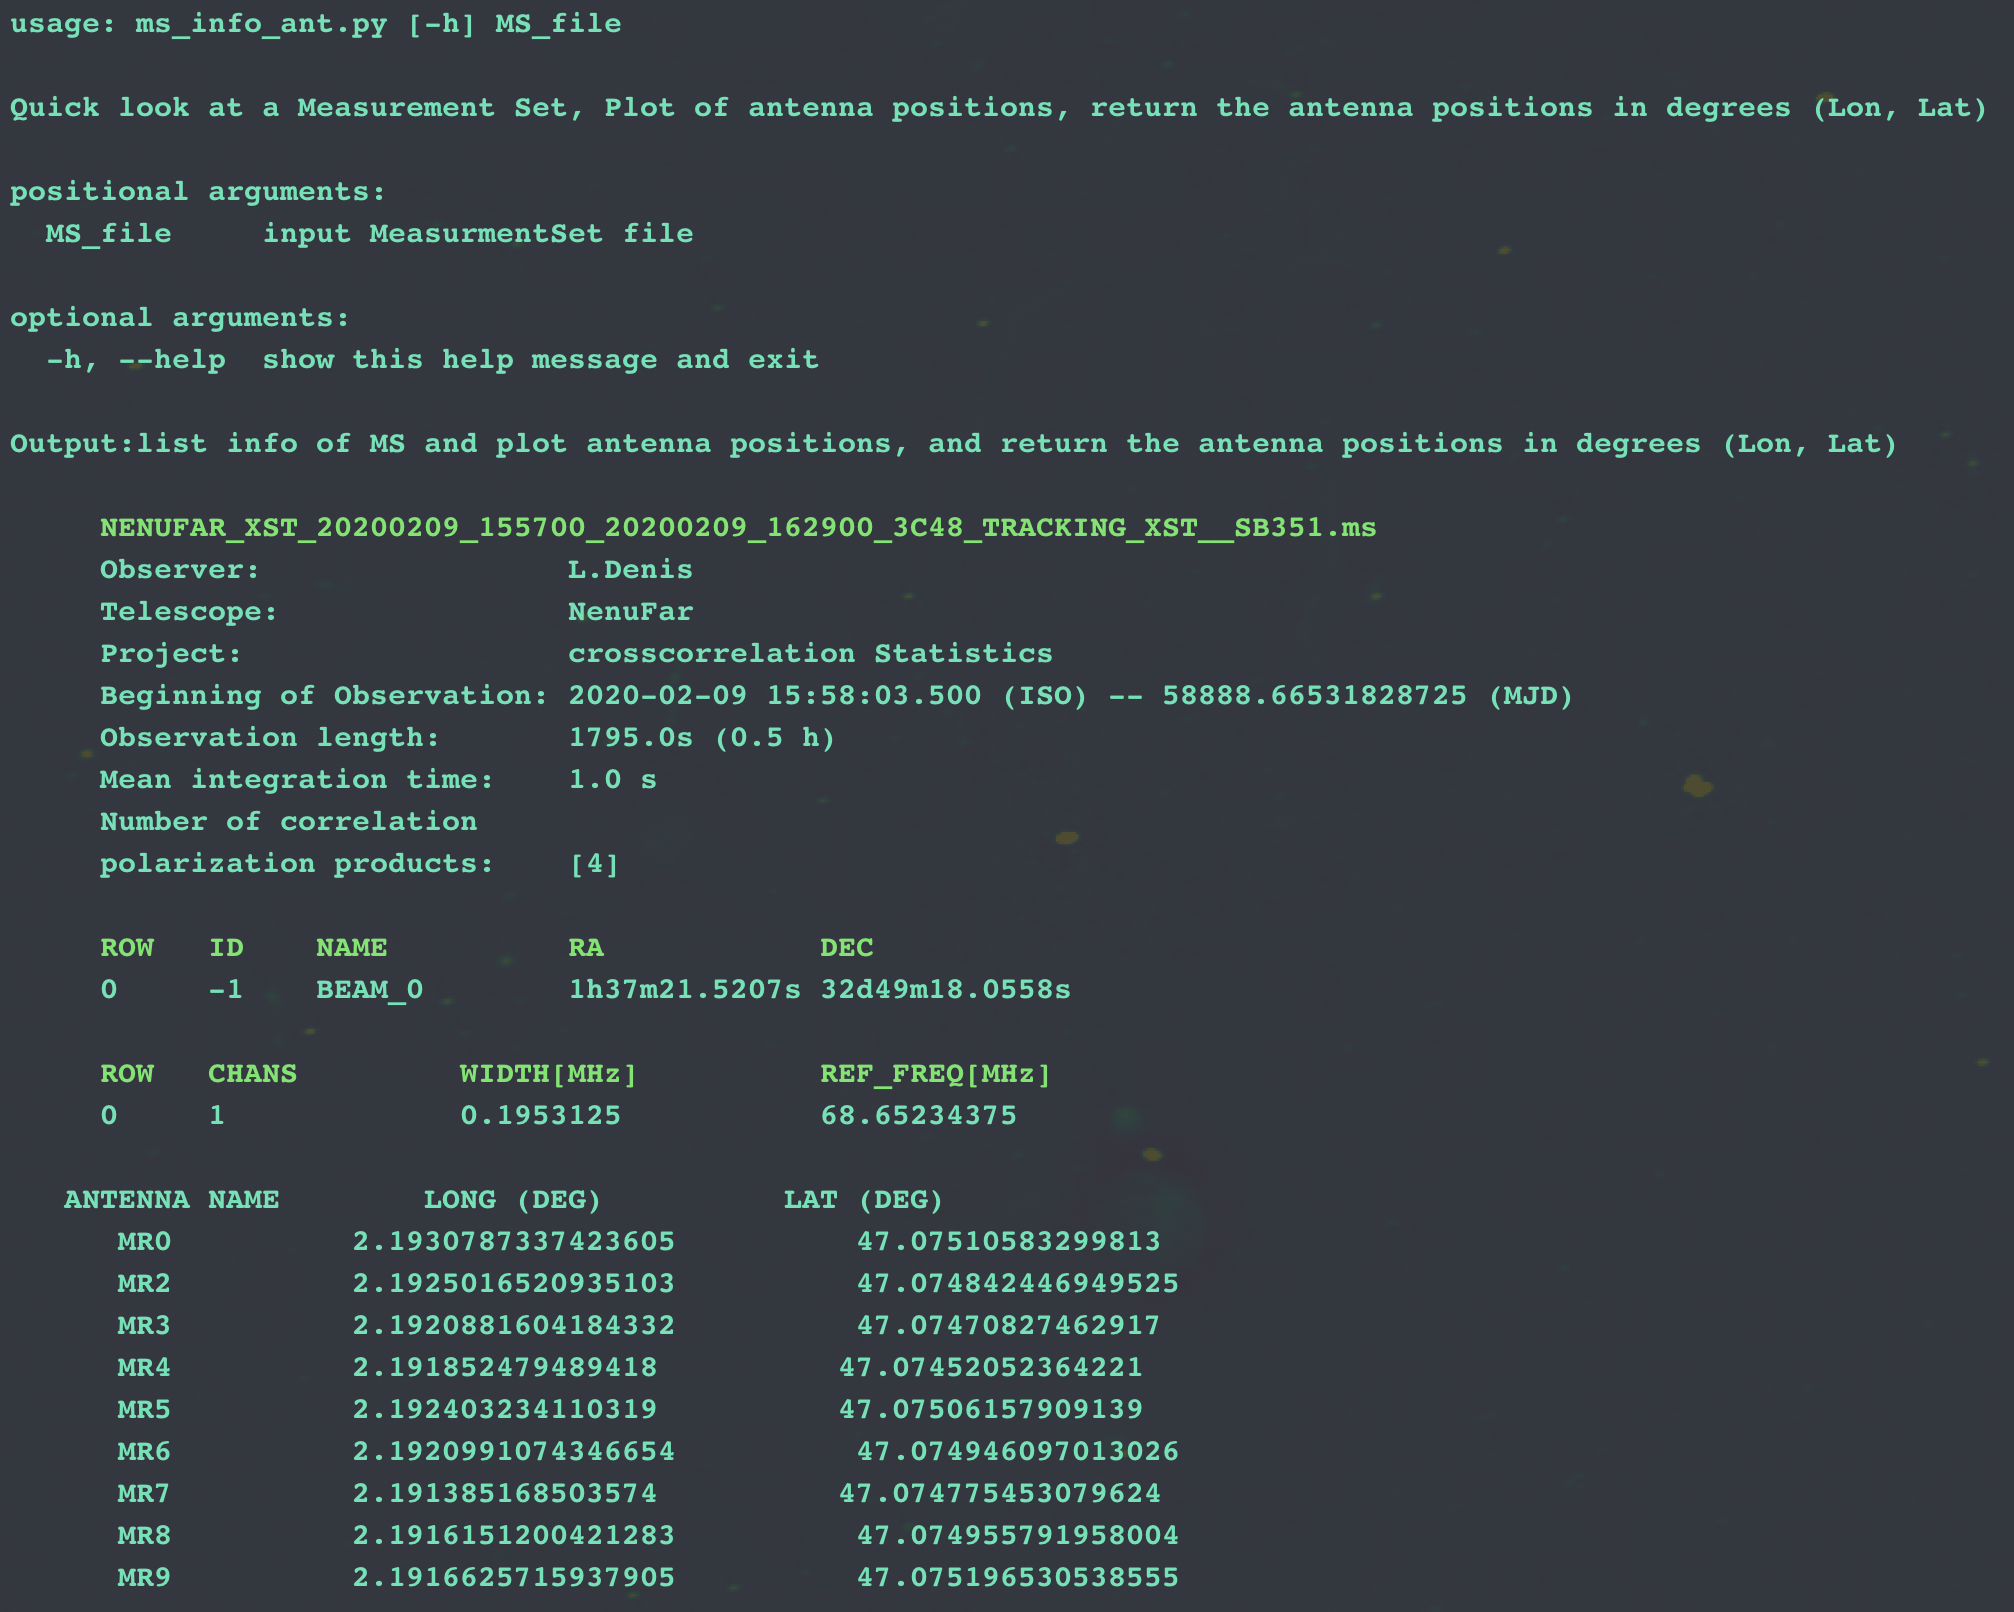 usage: ms_info_ant.py [-h] MS_file
Quick look at a Measurement Set, Plot of antenna positions, return the antenna positions in degrees (Lon, Lat)
positional arguments:
MS_file input MeasurmentSet file
optional arguments:
-h, --help show this help message and exit
Output:list info of MS and plot antenna positions, and return the antenna positions in degrees (Lon, Lat)
NENUFAR_XST_20200209_155700_20200209_162900_3C48_TRACKING_XST__SB351.ms
Observer: L.Denis
Telescope: NenuFar
Project: crosscorrelation Statistics
Beginning of Observation: 2020-02-09 15:58:03.500 (ISO) -- 58888.66531828725 (MJD)
Observation length: 1795.0s (0.5 h)
Mean integration time: 1.0 s
Number of correlation
polarization products: [4]
ROW ID NAME RA DEC
0 -1 BEAM_0 1h37m21.5207s 32d49m18.0558s
ROW CHANS WIDTH[MHz] REF_FREQ[MHz]
0 1 0.1953125 68.65234375
ANTENNA NAME LONG (DEG) LAT (DEG)
MR0 2.1930787337423605 47.07510583299813
MR2 2.1925016520935103 47.074842446949525
MR3 2.1920881604184332 47.07470827462917
MR4 2.191852479489418 47.07452052364221
MR5 2.192403234110319 47.07506157909139
MR6 2.1920991074346654 47.074946097013026
MR7 2.191385168503574 47.074775453079624
MR8 2.1916151200421283 47.074955791958004
MR9 2.1916625715937905 47.075196530538555